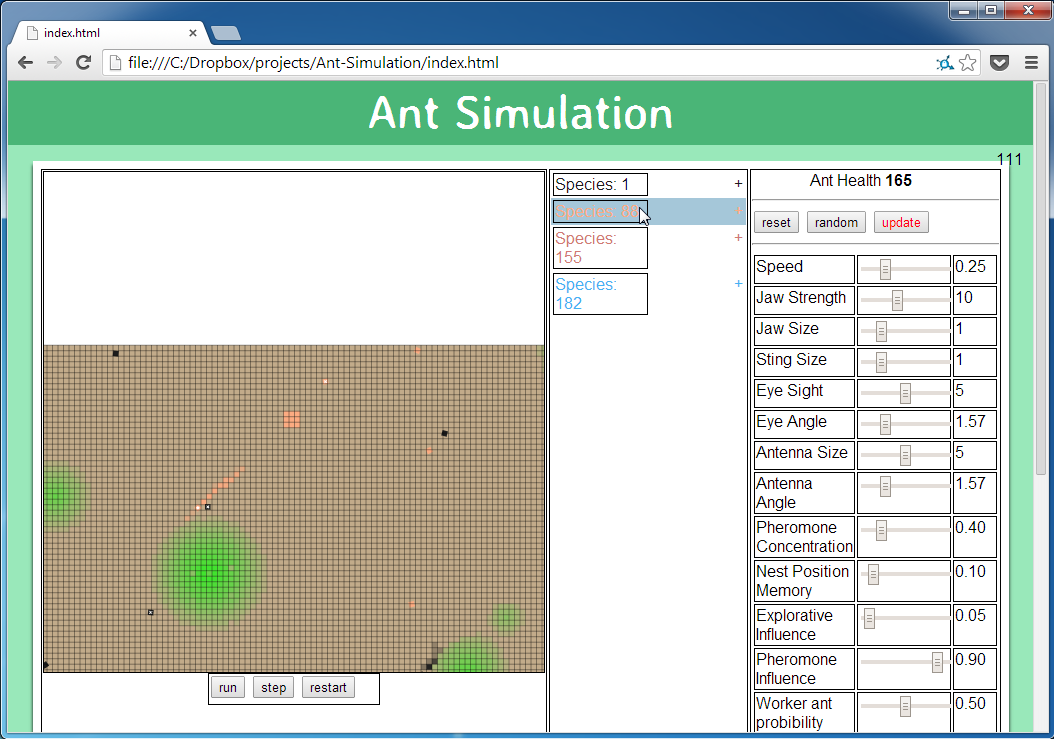 index.html
file:///C:/Dropbox/projects/Ant-Simulation/index.html
Ant Simulation
111
Species: 1 +
Species: 88 +
Species:
155 +
Species:
182 +
run step restart
Ant Health 165
reset random update
Speed 0.25
Jaw Strength 10
Jaw Size 1
Sting Size 1
Eye Sight 5
Eye Angle 1.57
Antenna Size 5
Antenna
Angle 1.57
Pheromone
Concentration 0.40
Nest Position
Memory 0.10
Explorative
Influence 0.05
Pheromone
Influence 0.90
Worker ant
probibility 0.50